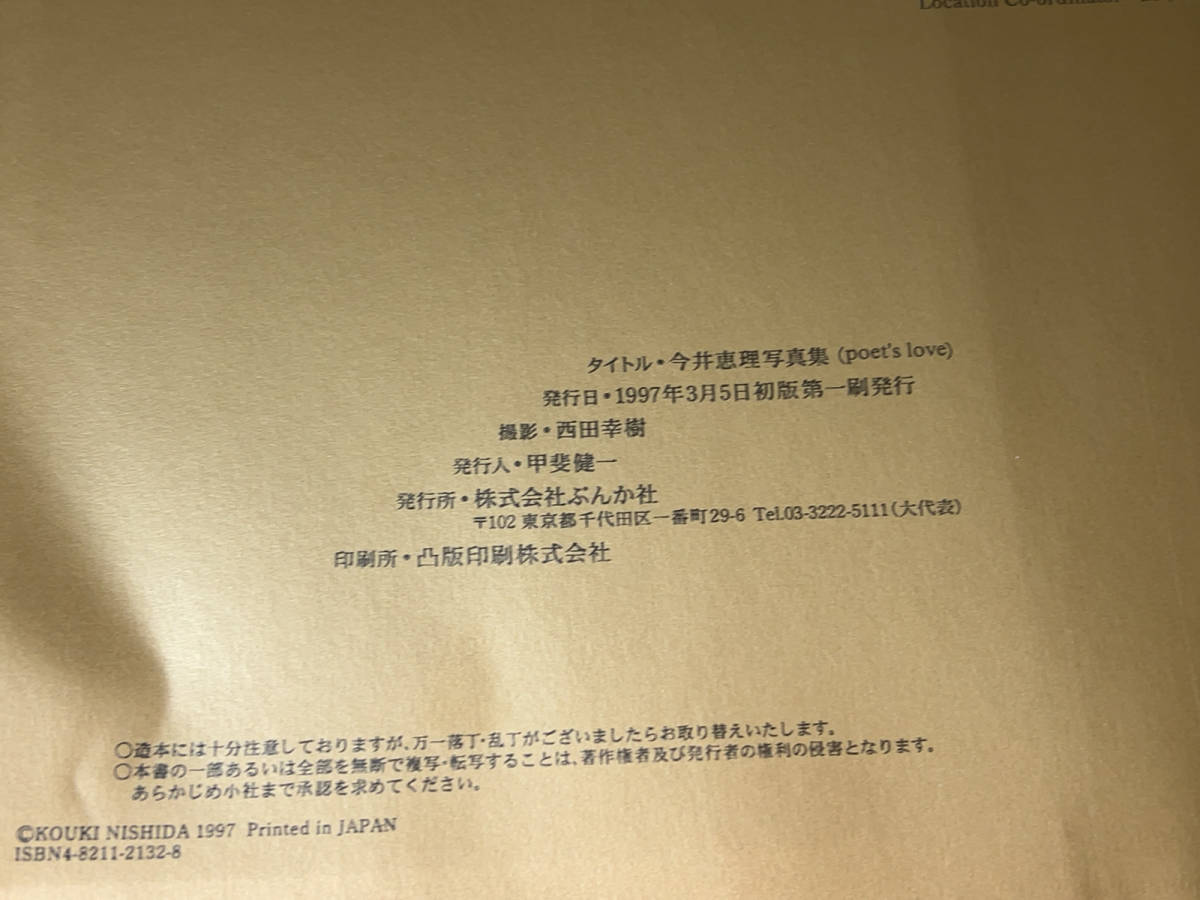 Location Co-ordinator
タイトル・今井恵理写真集 (poet's love)
発行日・1997年3月5日初版第一刷発行
撮影・西田幸樹
発行人・甲斐健一
発行所・株式会社ぶんか社
〒102 東京都千代田区一番町29-6 Tel.03-3222-5111(大代表)
印刷所・凸版印刷株式会社
○造本には十分注意しておりますが、万一落丁・乱丁がございましたらお取り替えいたします。
○本書の一部あるいは全部を無断で複写・転写することは、著作権者及び発行者の権利の侵害となります。
あらかじめ小社まで承認を求めてください。
©KOUKI NISHIDA 1997 Printed in JAPAN
ISBN4-8211-2132-8